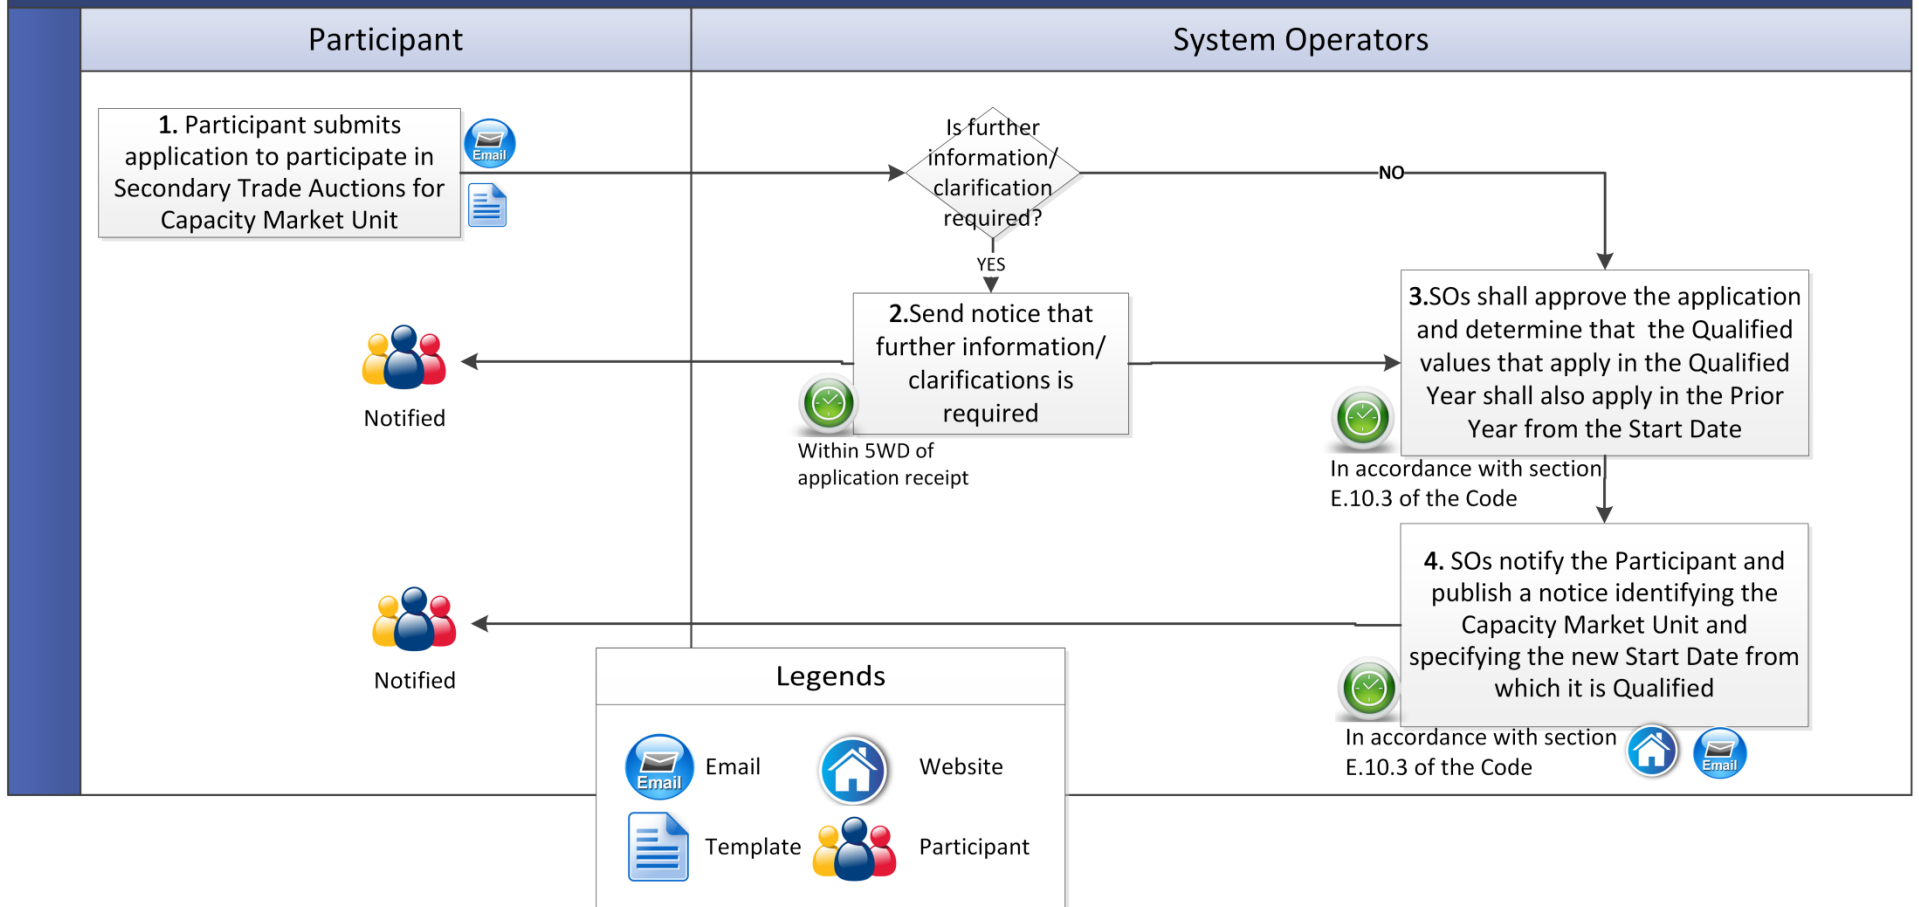 Participant
System Operators
1. Participant submits
application to participate in
Secondary Trade Auctions for
Capacity Market Unit
Email
Is further
information/
clarification
required?
NO
YES
2.Send notice that
further information/
clarifications is
required
Within 5WD of
application receipt
Notified
3.SOs shall approve the application
and determine that  the Qualified
values that apply in the Qualified
Year shall also apply in the Prior
Year from the Start Date
In accordance with section
E.10.3 of the Code
4. SOs notify the Participant and
publish a notice identifying the
Capacity Market Unit and
specifying the new Start Date from
which it is Qualified
In accordance with section
E.10.3 of the Code
Email
Notified
Legends
Email
Email
Website
Template
Participant